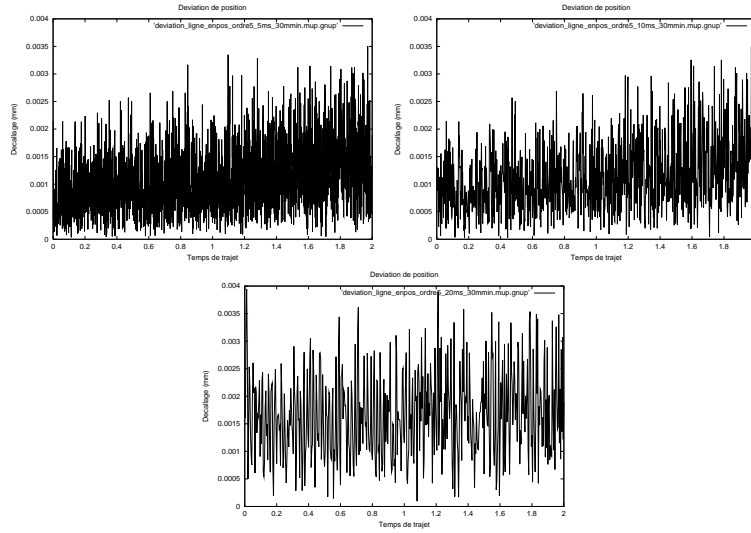 Deviation de position
'deviation_ligne_enpos_ordre5_5ms_30mmin.mup.gnup'
0.004
0.0035
0.003
0.0025
0.002
0.0015
0.001
0.0005
0
Decallage (mm)
0 0.2 0.4 0.6 0.8 1 1.2 1.4 1.6 1.8 2
Temps de trajet
Deviation de position
'deviation_ligne_enpos_ordre5_10ms_30mmin.mup.gnup'
0.004
0.0035
0.003
0.0025
0.002
0.0015
0.001
0.0005
0
Decallage (mm)
0 0.2 0.4 0.6 0.8 1 1.2 1.4 1.6 1.8
Temps de trajet
Deviation de position
'deviation_ligne_enpos_ordre5_20ms_30mmin.mup.gnup'
0.004
0.0035
0.003
0.0025
0.002
0.0015
0.001
0.0005
0
Decallage (mm)
0 0.2 0.4 0.6 0.8 1 1.2 1.4 1.6 1.8 2
Temps de trajet